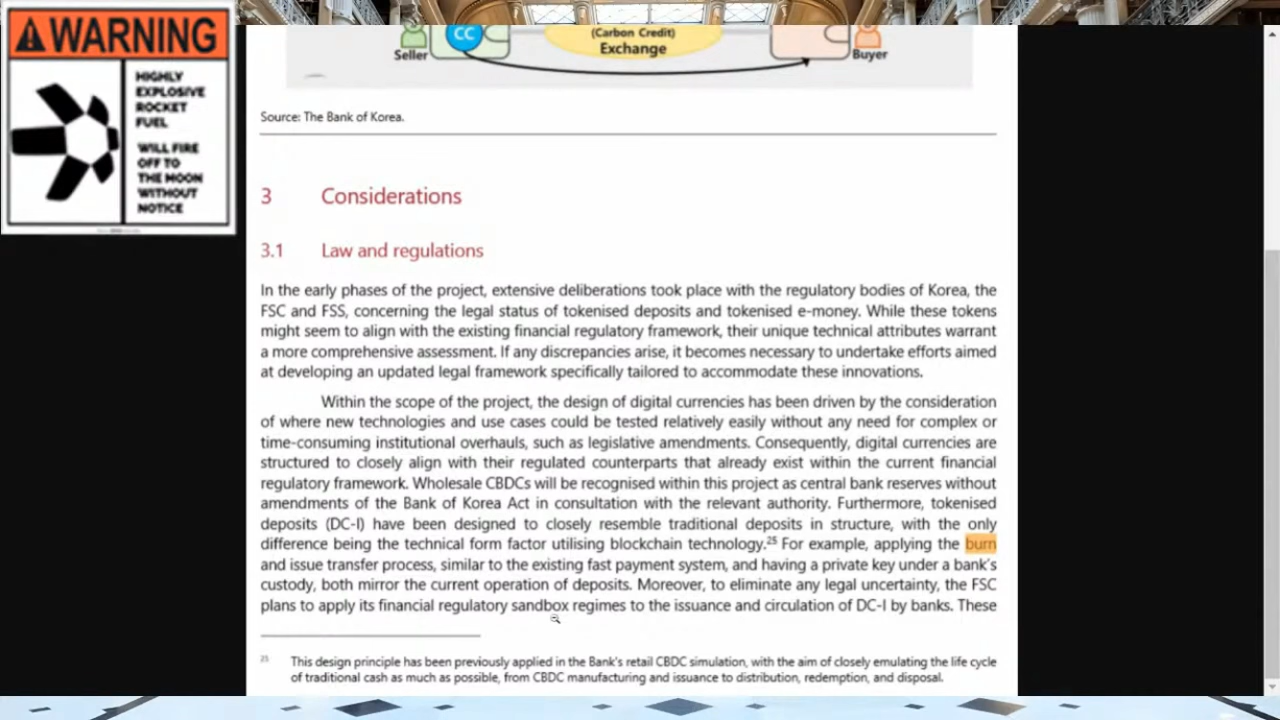 WARNING
HIGHLY
EXPLOSIVE
ROCKET
FUEL
WILL FIRE
OFF TO
THE MOON
WITHOUT
NOTICE
CC
(Carbon Credit)
Exchange
Seller
Buyer
Source: The Bank of Korea.
3 Considerations
3.1 Law and regulations
In the early phases of the project, extensive deliberations took place with the regulatory bodies of Korea, the
FSC and FSS, concerning the legal status of tokenised deposits and tokenised e-money. While these tokens
might seem to align with the existing financial regulatory framework, their unique technical attributes warrant
a more comprehensive assessment. If any discrepancies arise, it becomes necessary to undertake efforts aimed
at developing an updated legal framework specifically tailored to accommodate these innovations.
Within the scope of the project, the design of digital currencies has been driven by the consideration
of where new technologies and use cases could be tested relatively easily without any need for complex or
time-consuming institutional overhauls, such as legislative amendments. Consequently, digital currencies are
structured to closely align with their regulated counterparts that already exist within the current financial
regulatory framework. Wholesale CBDCs will be recognised within this project as central bank reserves without
amendments of the Bank of Korea Act in consultation with the relevant authority. Furthermore, tokenised
deposits (DC-I) have been designed to closely resemble traditional deposits in structure, with the only
difference being the technical form factor utilising blockchain technology.25 For example, applying the burn
and issue transfer process, similar to the existing fast payment system, and having a private key under a bank's
custody, both mirror the current operation of deposits. Moreover, to eliminate any legal uncertainty, the FSC
plans to apply its financial regulatory sandbox regimes to the issuance and circulation of DC-I by banks. These
25 This design principle has been previously applied in the Bank's retail CBDC simulation, with the aim of closely emulating the life cycle
of traditional cash as much as possible, from CBDC manufacturing and issuance to distribution, redemption, and disposal.